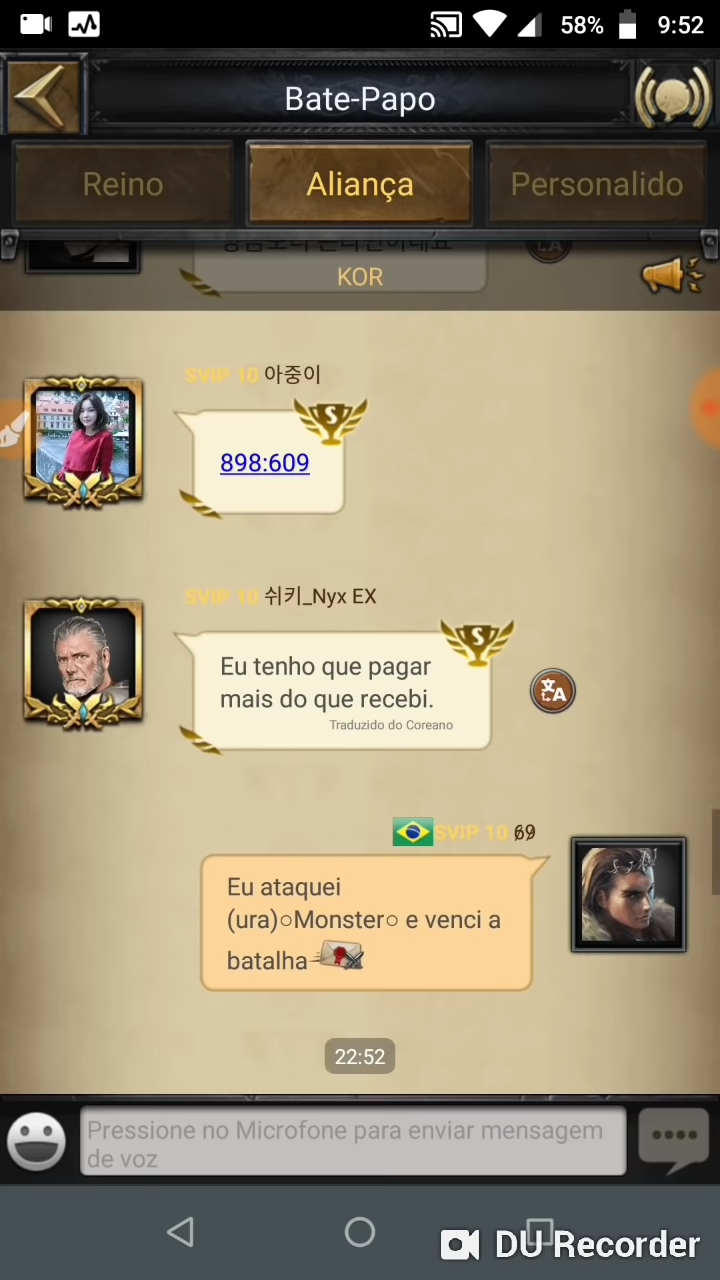 58% 9:52
Bate-Papo
Reino Aliança Personalido
KOR
SVIP 10 아중이
S
898:609
SVIP 10 쉬키_Nyx EX
S
Eu tenho que pagar
mais do que recebi.
Traduzido do Coreano
SVIP 10 69
Eu ataquei
(ura)○Monster○ e venci a
batalha
22:52
Pressione no Microfone para enviar mensagem
de voz
DU Recorder